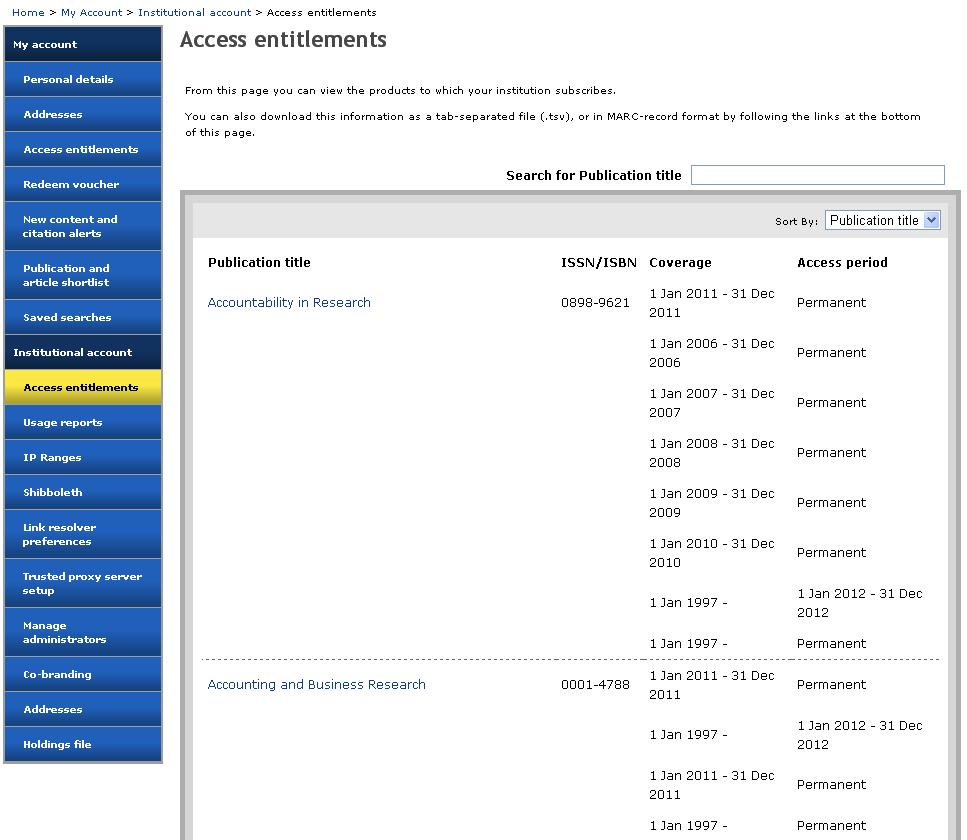 Home > My Account > Institutional account > Access entitlements
My account
Personal details
Addresses
Access entitlements
Redeem voucher
New content and
citation alerts
Publication and
article shortlist
Saved searches
Institutional account
Access entitlements
Usage reports
IP Ranges
Shibboleth
Link resolver
preferences
Trusted proxy server
setup
Manage
administrators
Co-branding
Addresses
Holdings file
Access entitlements
From this page you can view the products to which your institution subscribes.
You can also download this information as a tab-separated file (.tsv), or in MARC-record format by following the links at the bottom
of this page.
Search for Publication title
Sort By: Publication title
Publication title ISSN/ISBN Coverage Access period
Accountability in Research 0898-9621 1 Jan 2011 - 31 Dec
2011 Permanent
1 Jan 2006 - 31 Dec
2006 Permanent
1 Jan 2007 - 31 Dec
2007 Permanent
1 Jan 2008 - 31 Dec
2008 Permanent
1 Jan 2009 - 31 Dec
2009 Permanent
1 Jan 2010 - 31 Dec
2010 Permanent
1 Jan 1997 - 1 Jan 2012 - 31 Dec
2012
1 Jan 1997 - Permanent
Accounting and Business Research 0001-4788 1 Jan 2011 - 31 Dec
2011 Permanent
1 Jan 1997 - 1 Jan 2012 - 31 Dec
2012
1 Jan 2011 - 31 Dec
2011 Permanent
1 Jan 1997 - Permanent